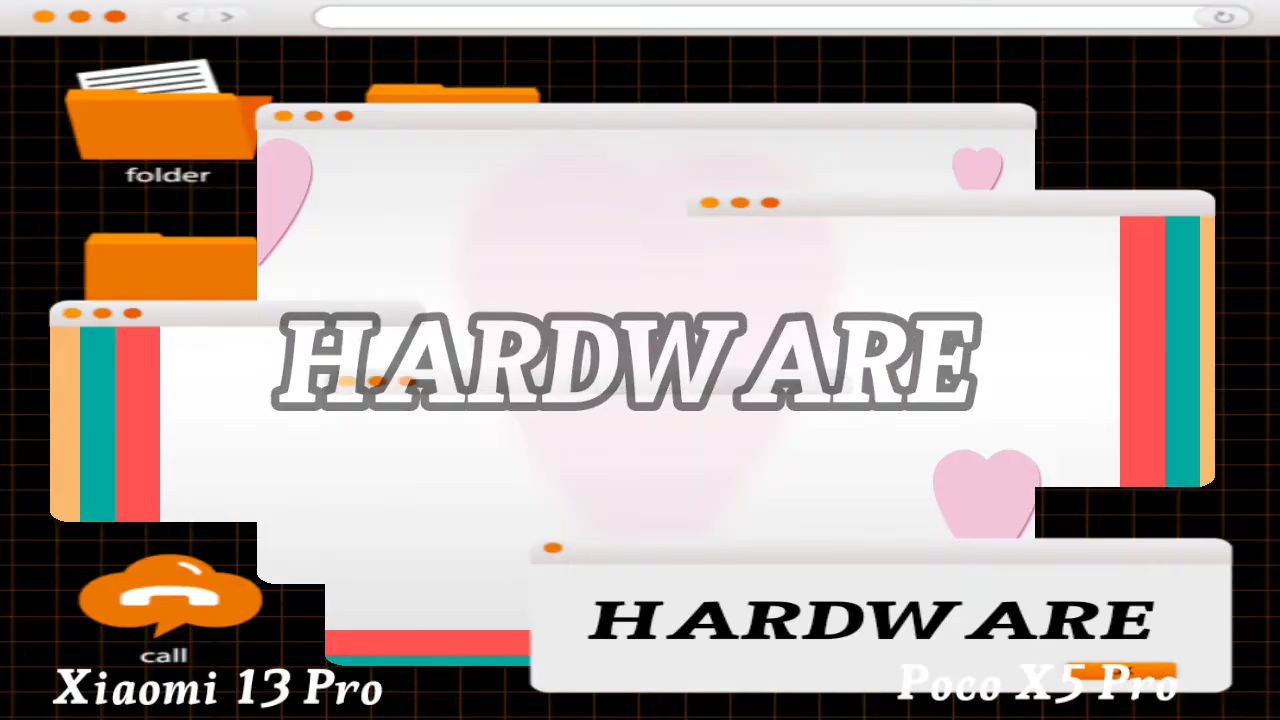 folder
HARDWARE
HARDWARE
call
Xiaomi 13 Pro
Poco X5 Pro